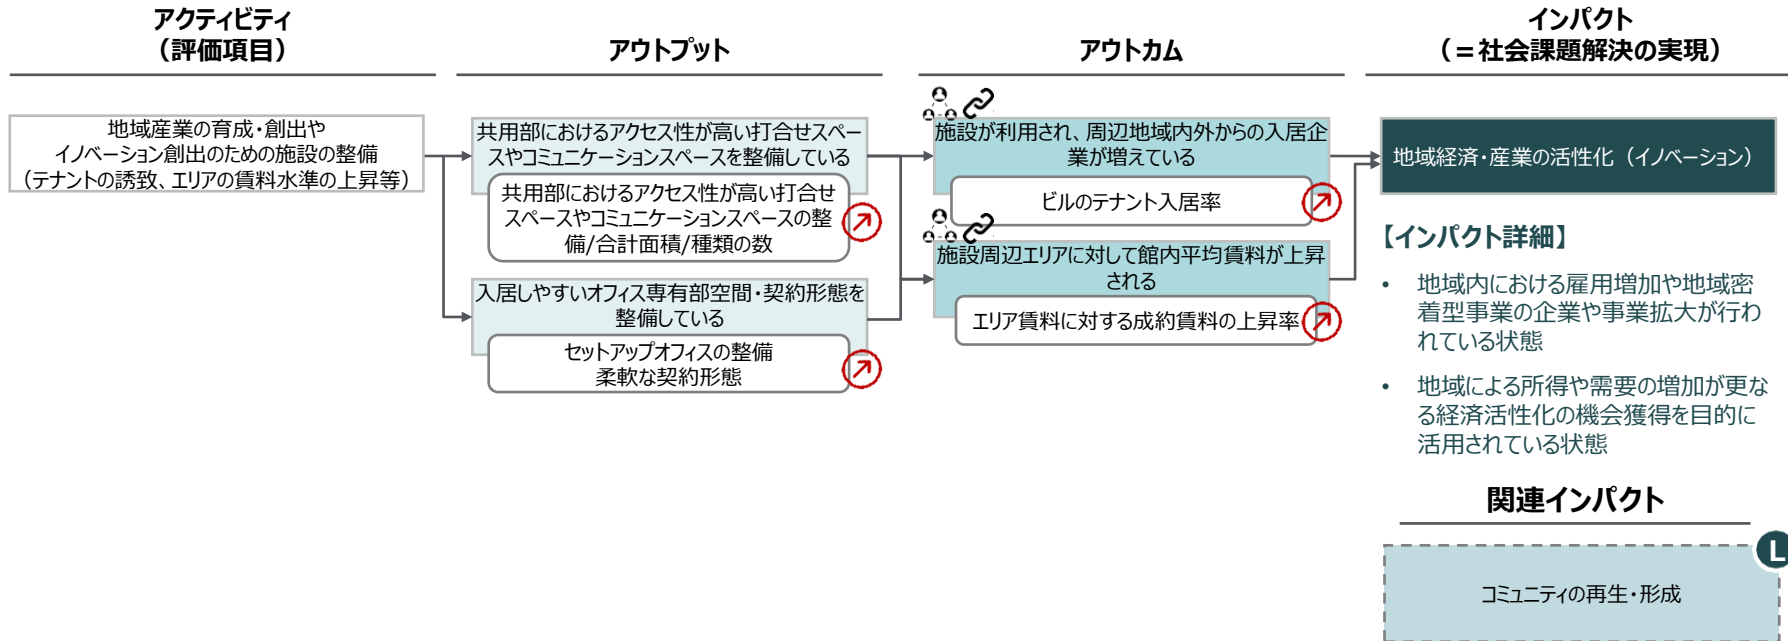 アクティビティ
(評価項目)
アウトプット
アウトカム
インパクト
(=社会課題解決の実現)
地域産業の育成・創出や
イノベーション創出のための施設の整備
(テナントの誘致、エリアの賃料水準の上昇等)
共用部におけるアクセス性が高い打合せスペー
スやコミュニケーションスペースを整備している
共用部におけるアクセス性が高い打合せ
スペースやコミュニケーションスペースの整
備/合計面積/種類の数
入居しやすいオフィス専有部空間・契約形態を
整備している
セットアップオフィスの整備
柔軟な契約形態
施設が利用され、周辺地域内外からの入居企
業が増えている
ビルのテナント入居率
施設周辺エリアに対して館内平均賃料が上昇
される
エリア賃料に対する成約賃料の上昇率
地域経済・産業の活性化(イノベーション)
【インパクト詳細】
• 地域内における雇用増加や地域密
着型事業の企業や事業拡大が行わ
れている状態
• 地域による所得や需要の増加が更な
る経済活性化の機会獲得を目的に
活用されている状態
関連インパクト
L
コミュニティの再生・形成